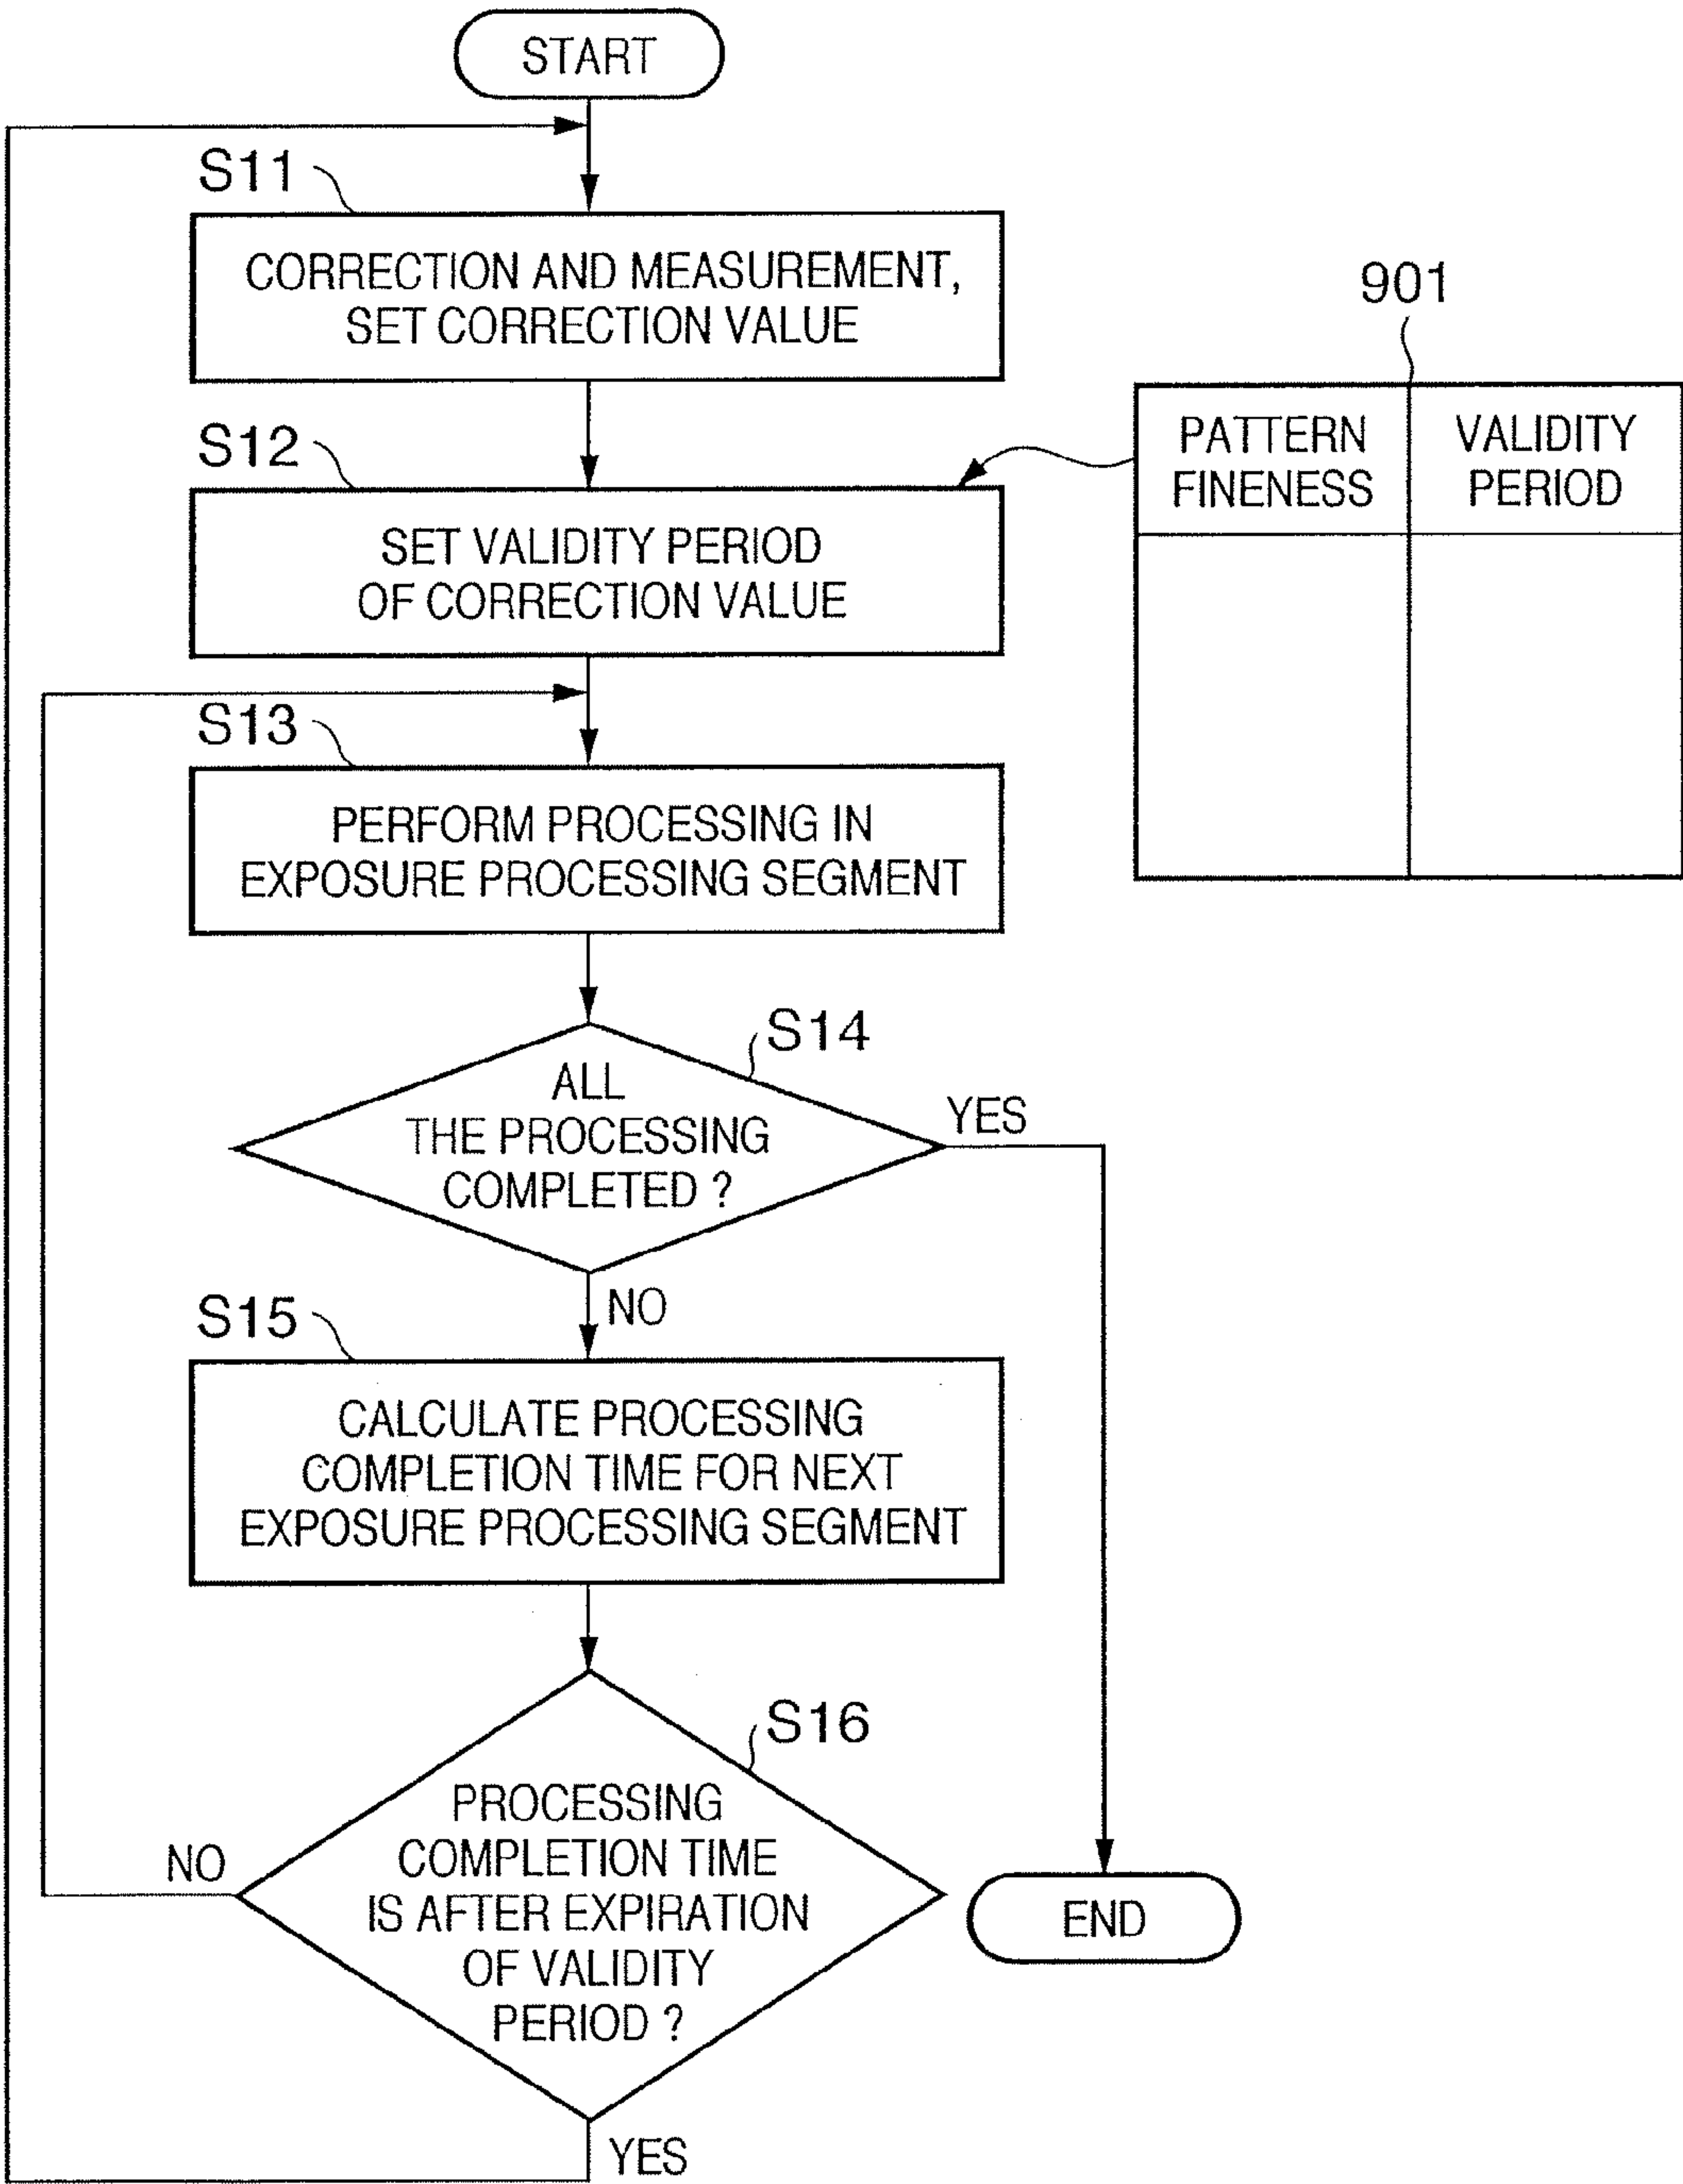 START
S11
CORRECTION AND MEASUREMENT,
SET CORRECTION VALUE
901
PATTERN
FINENESS
VALIDITY
PERIOD
S12
SET VALIDITY PERIOD
OF CORRECTION VALUE
S13
PERFORM PROCESSING IN
EXPOSURE PROCESSING SEGMENT
S14
ALL
THE PROCESSING
COMPLETED ?
YES
NO
S15
CALCULATE PROCESSING
COMPLETION TIME FOR NEXT
EXPOSURE PROCESSING SEGMENT
S16
PROCESSING
COMPLETION TIME
IS AFTER EXPIRATION
OF VALIDITY
PERIOD ?
NO
YES
END